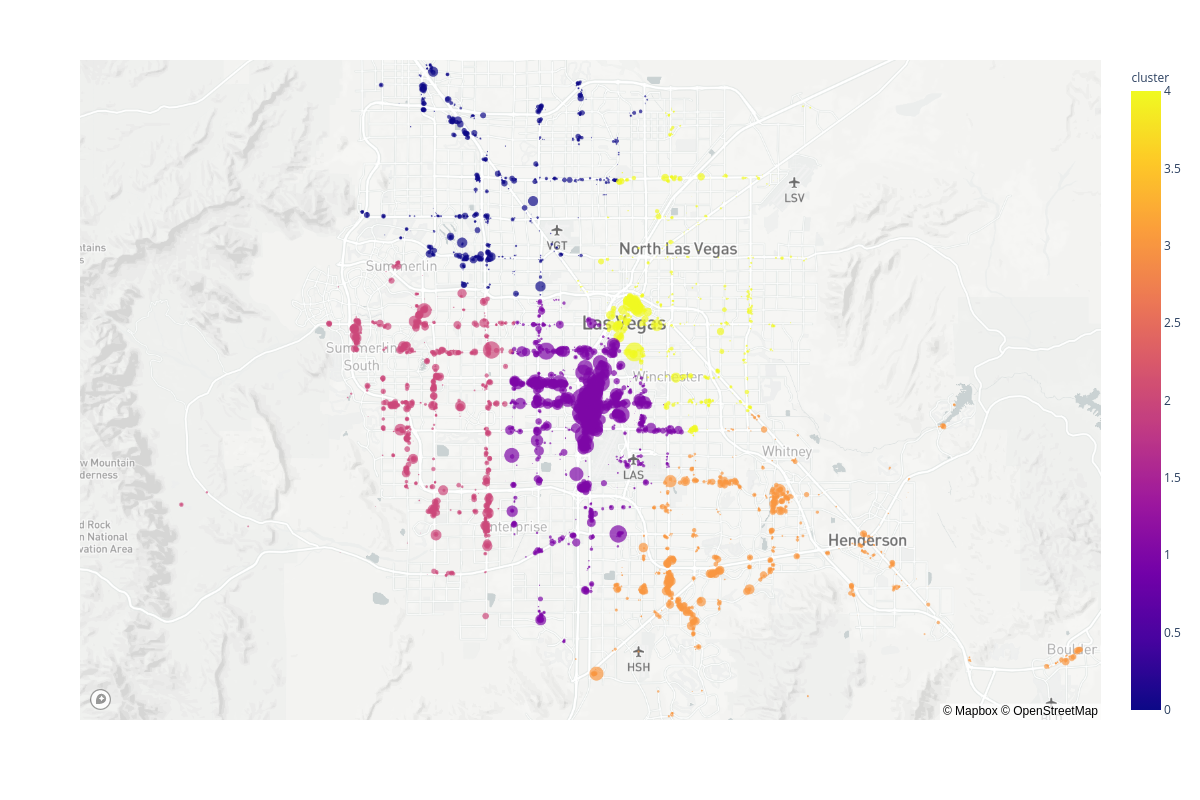 cluster
4
3.5
3
2.5
2
1.5
1
0.5
0
LSV
VGT
North Las Vegas
tains
s
Summerlin
Las Vegas
Summerlin
South
Winchester
Whitney
w Mountain
derness
LAS
d Rock
n National
vation Area
Enterprise
Henderson
HSH
Boulder
© Mapbox © OpenStreetMap